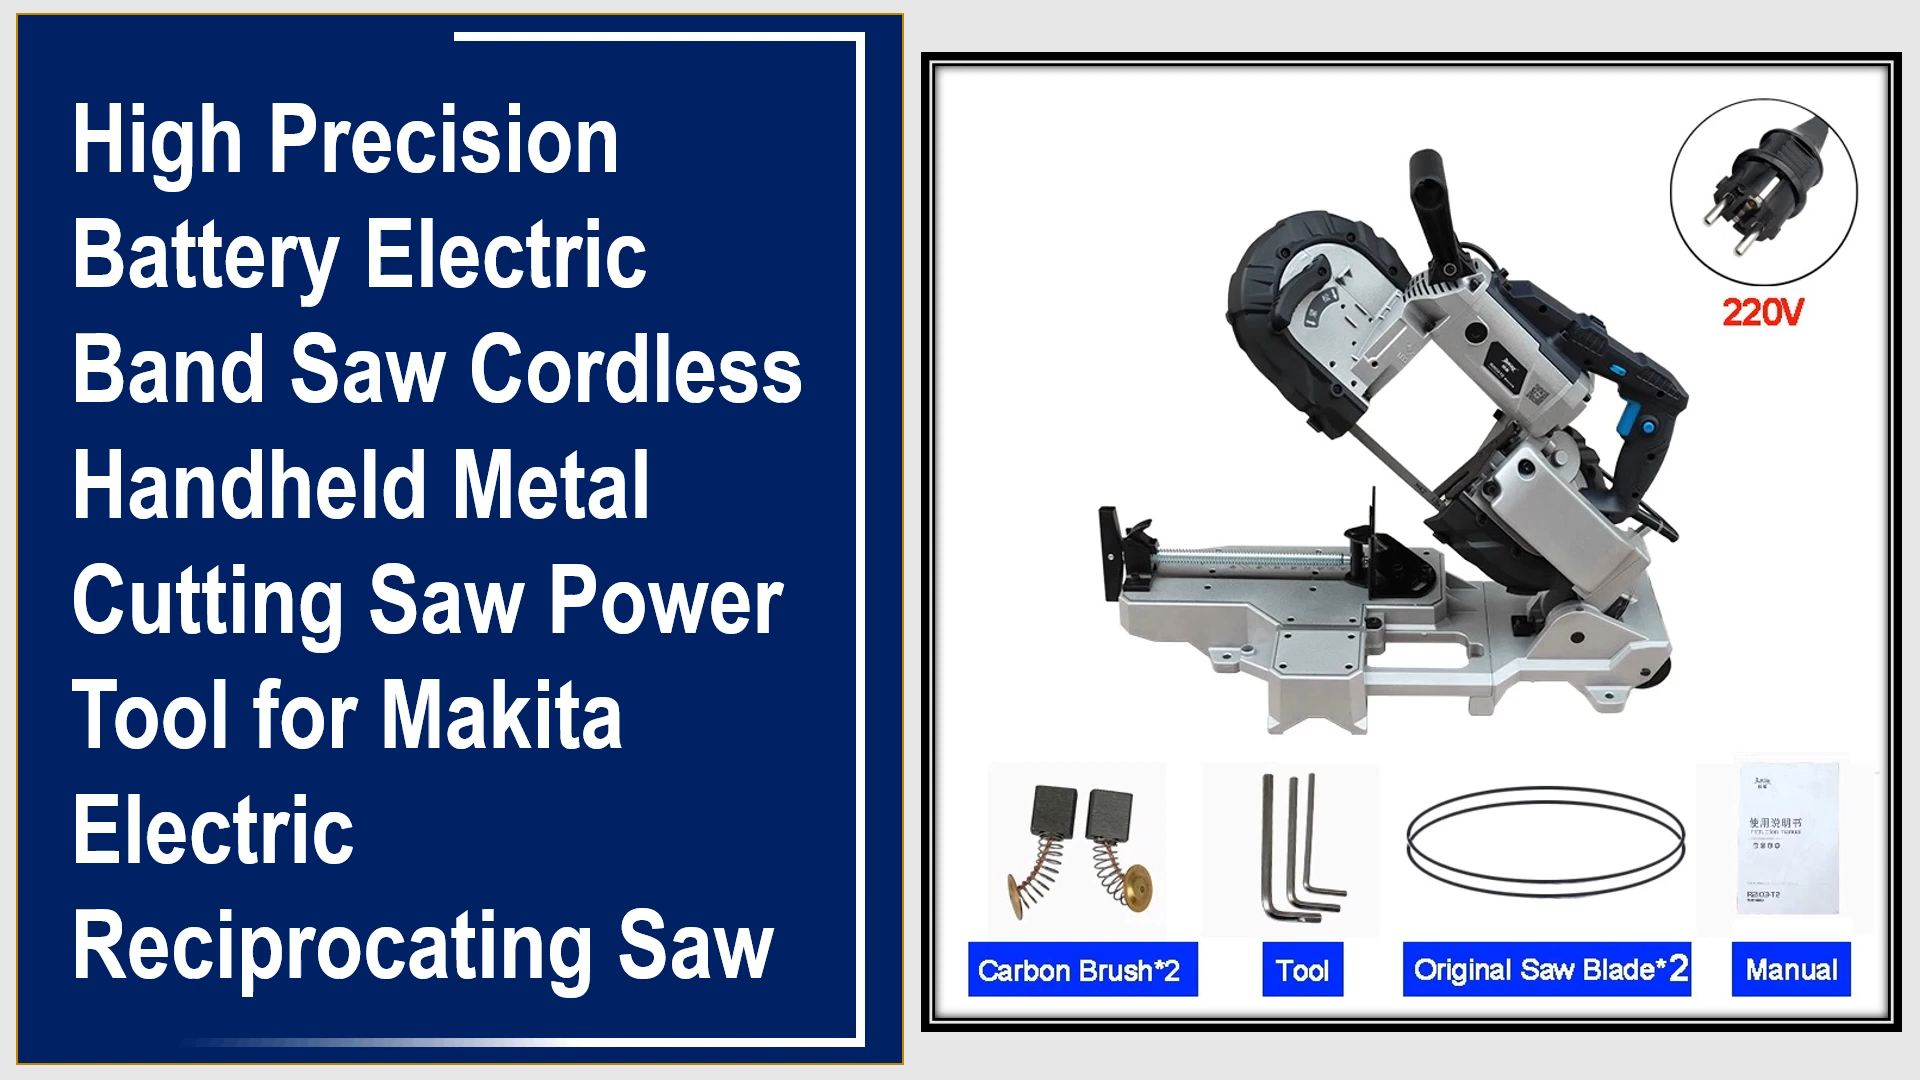 High Precision
Battery Electric
Band Saw Cordless
Handheld Metal
Cutting Saw Power
Tool for Makita
Electric
Reciprocating Saw
220V
使用说明书
Carbon Brush*2
Tool
Original Saw Blade*2
Manual